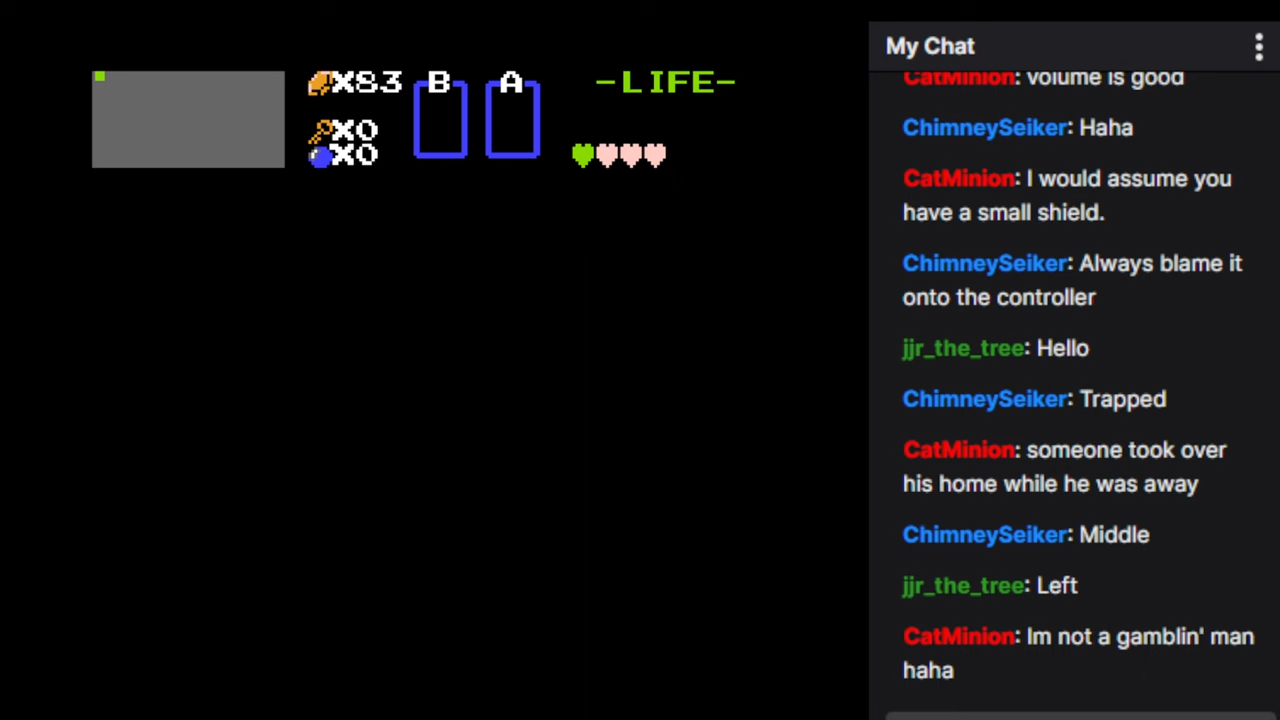 X83
B
A
-LIFE-
X0
X0
My Chat
CatMinion: volume is good
ChimneySeiker: Haha
CatMinion: I would assume you
have a small shield.
ChimneySeiker: Always blame it
onto the controller
jjr_the_tree: Hello
ChimneySeiker: Trapped
CatMinion: someone took over
his home while he was away
ChimneySeiker: Middle
jjr_the_tree: Left
CatMinion: Im not a gamblin' man
haha